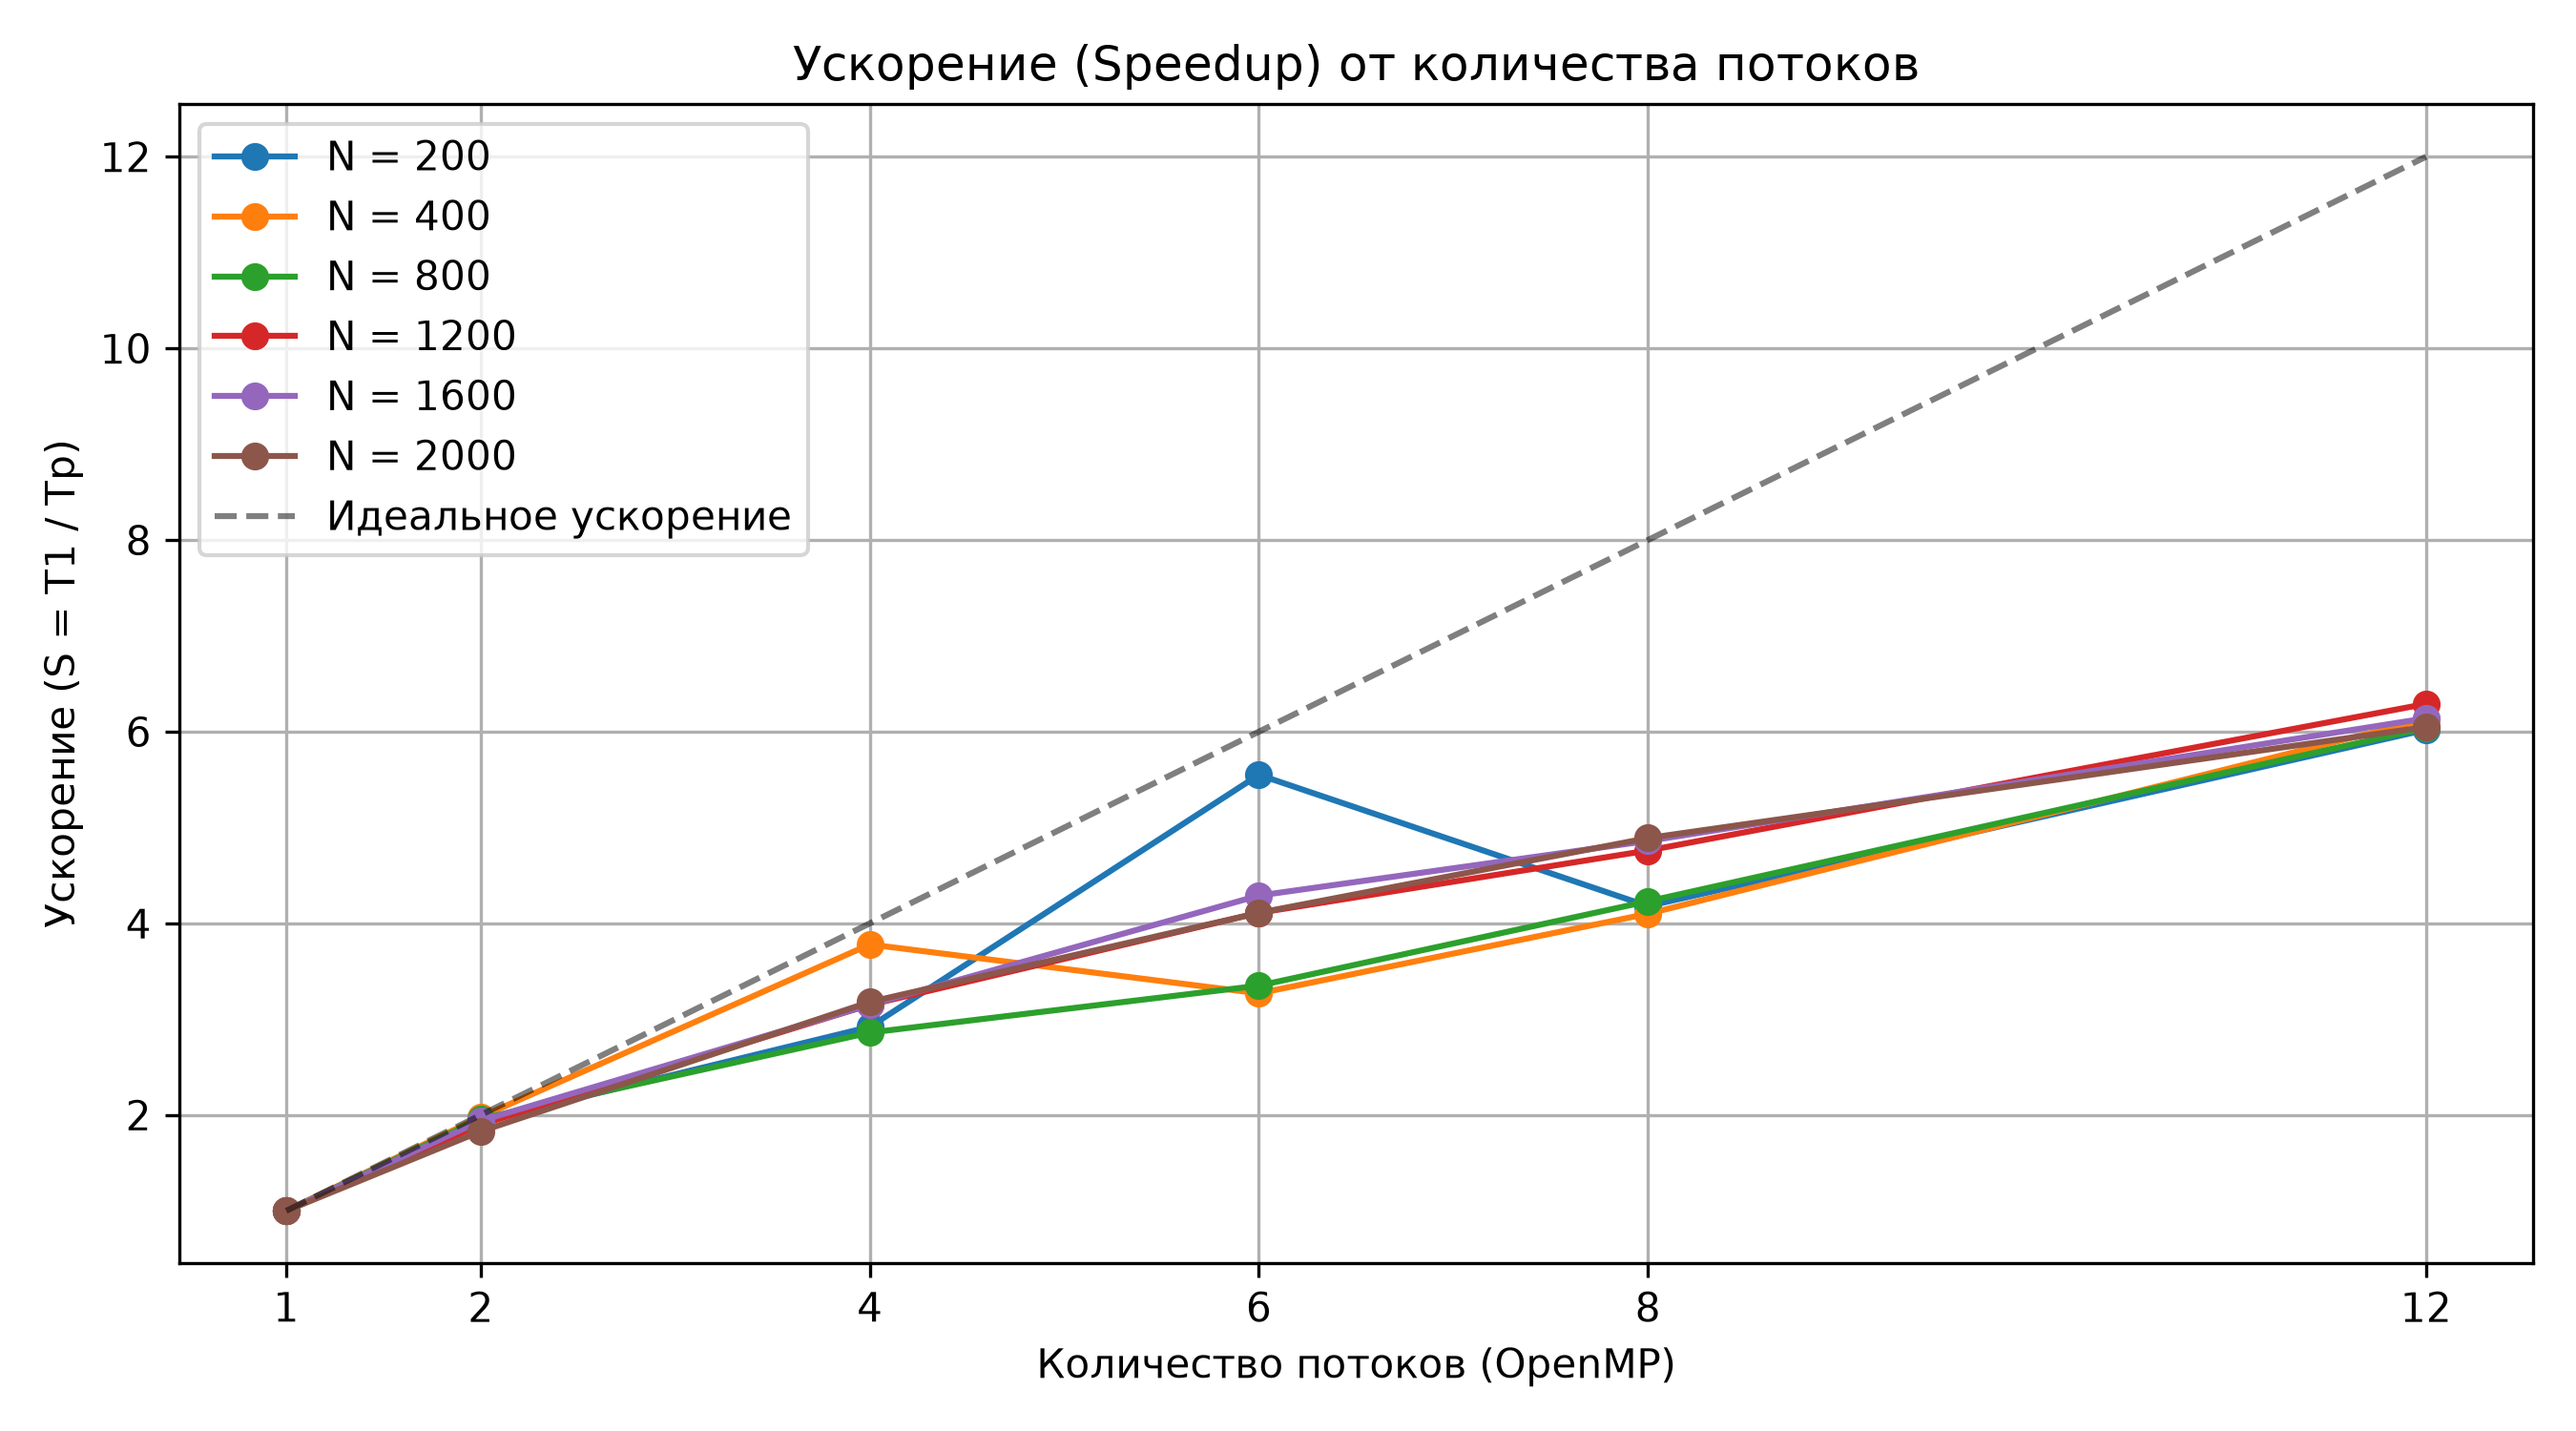 Ускорение (Speedup) от количества потоков
Ускорение (S = T1 / Tp)
12
10
8
6
4
2
N = 200
N = 400
N = 800
N = 1200
N = 1600
N = 2000
Идеальное ускорение
1 2 4 6 8 12
Количество потоков (OpenMP)